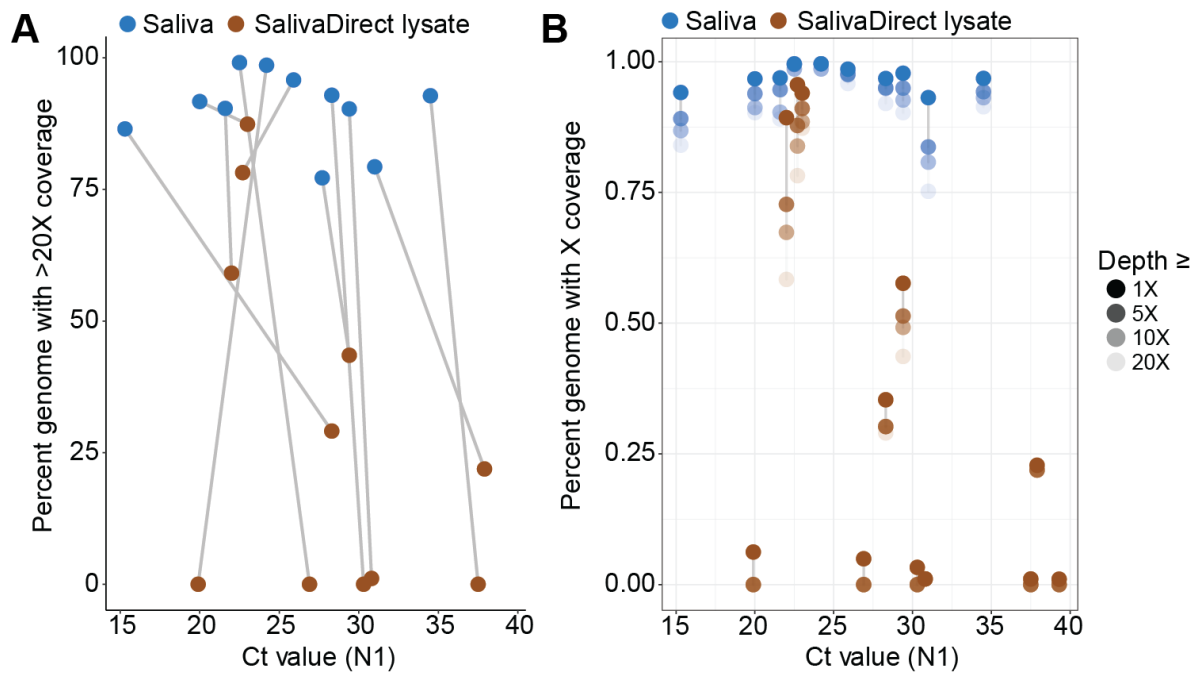 A
Saliva SalivaDirect lysate
Percent genome with >20X coverage
100
75
50
25
0
15 20 25 30 35 40
Ct value (N1)
B
Saliva SalivaDirect lysate
Percent genome with X coverage
1.00
0.75
0.50
0.25
0.00
15 20 25 30 35 40
Ct value (N1)
Depth ≥
1X
5X
10X
20X